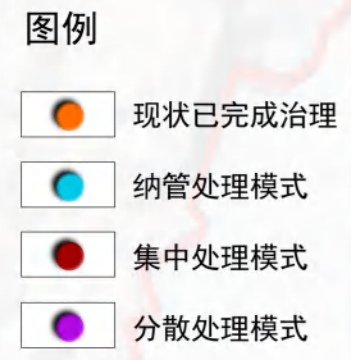 图例
现状已完成治理
纳管处理模式
集中处理模式
分散处理模式